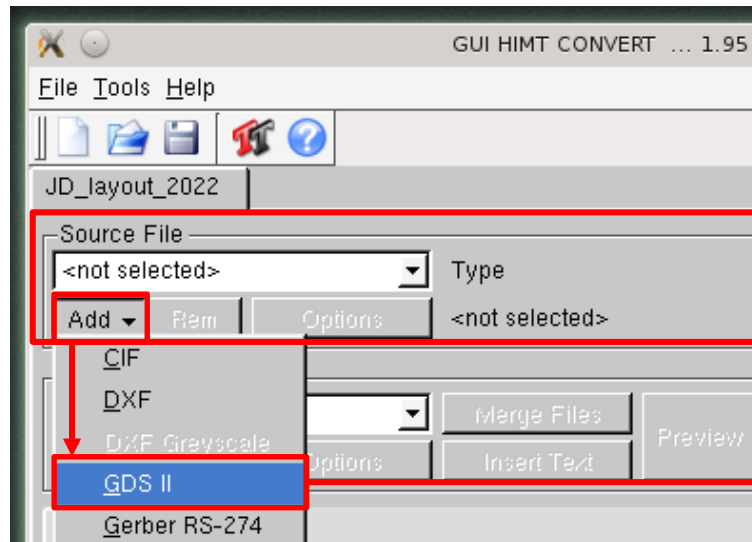 GUI HIMT CONVERT ... 1.95
File Tools Help
JD_layout_2022
Source File
<not selected> Type
Add Rem Options <not selected>
CIF
DXF
Merge Files
DXF Greyscale
Preview
ptions Insert Text
GDS II
Gerber RS-274